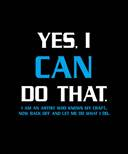 YES, I
CAN
DO THAT.
I AM AN ARTIST WHO KNOWS MY CRAFT.
NOW BACK OFF AND LET ME DO WHAT I DO.